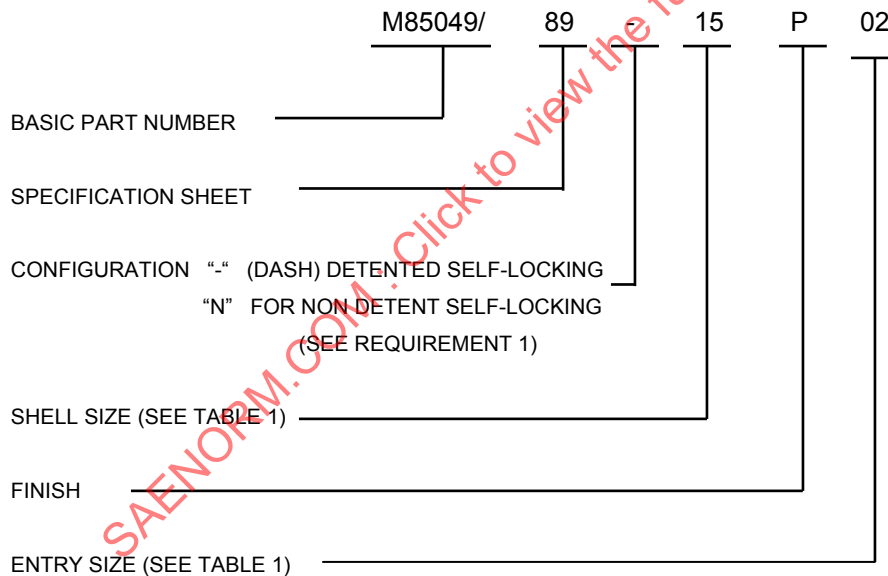 M85049/ 89 - 15 P 02
BASIC PART NUMBER
SPECIFICATION SHEET
CONFIGURATION “-“ (DASH) DETENTED SELF-LOCKING
“N” FOR NON DETENT SELF-LOCKING
(SEE REQUIREMENT 1)
SHELL SIZE (SEE TABLE 1)
FINISH
ENTRY SIZE (SEE TABLE 1)
SAENORM.COM : Click to view the